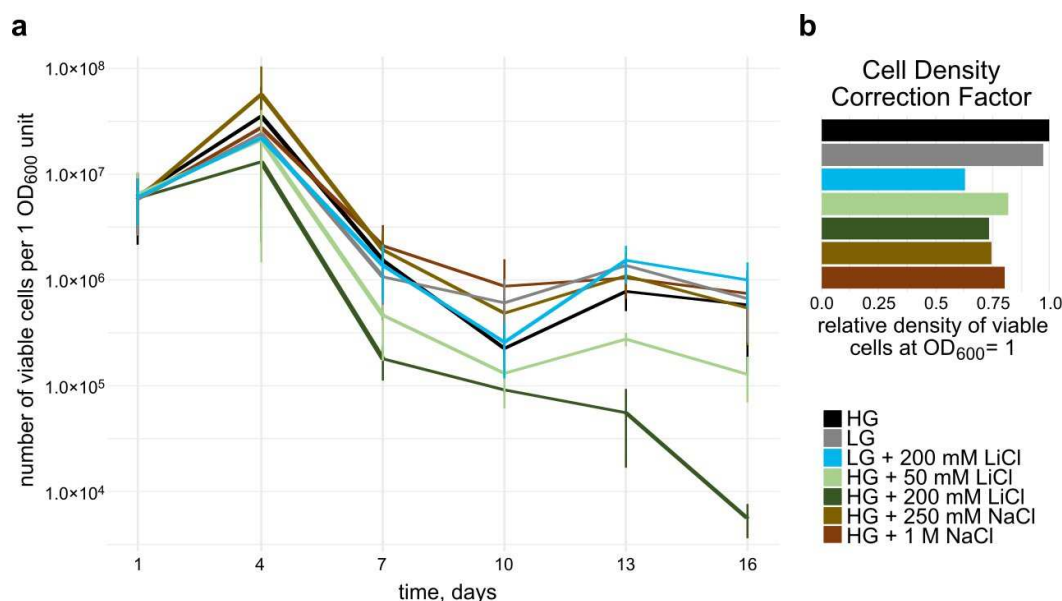 a
number of viable cells per 1 OD₆₀₀ unit
1.0×10⁸
1.0×10⁷
1.0×10⁶
1.0×10⁵
1.0×10⁴
1 4 7 10 13 16
time, days
b
Cell Density
Correction Factor
0.0 0.25 0.5 0.75 1.0
relative density of viable
cells at OD₆₀₀= 1
HG
LG
LG + 200 mM LiCl
HG + 50 mM LiCl
HG + 200 mM LiCl
HG + 250 mM NaCl
HG + 1 M NaCl